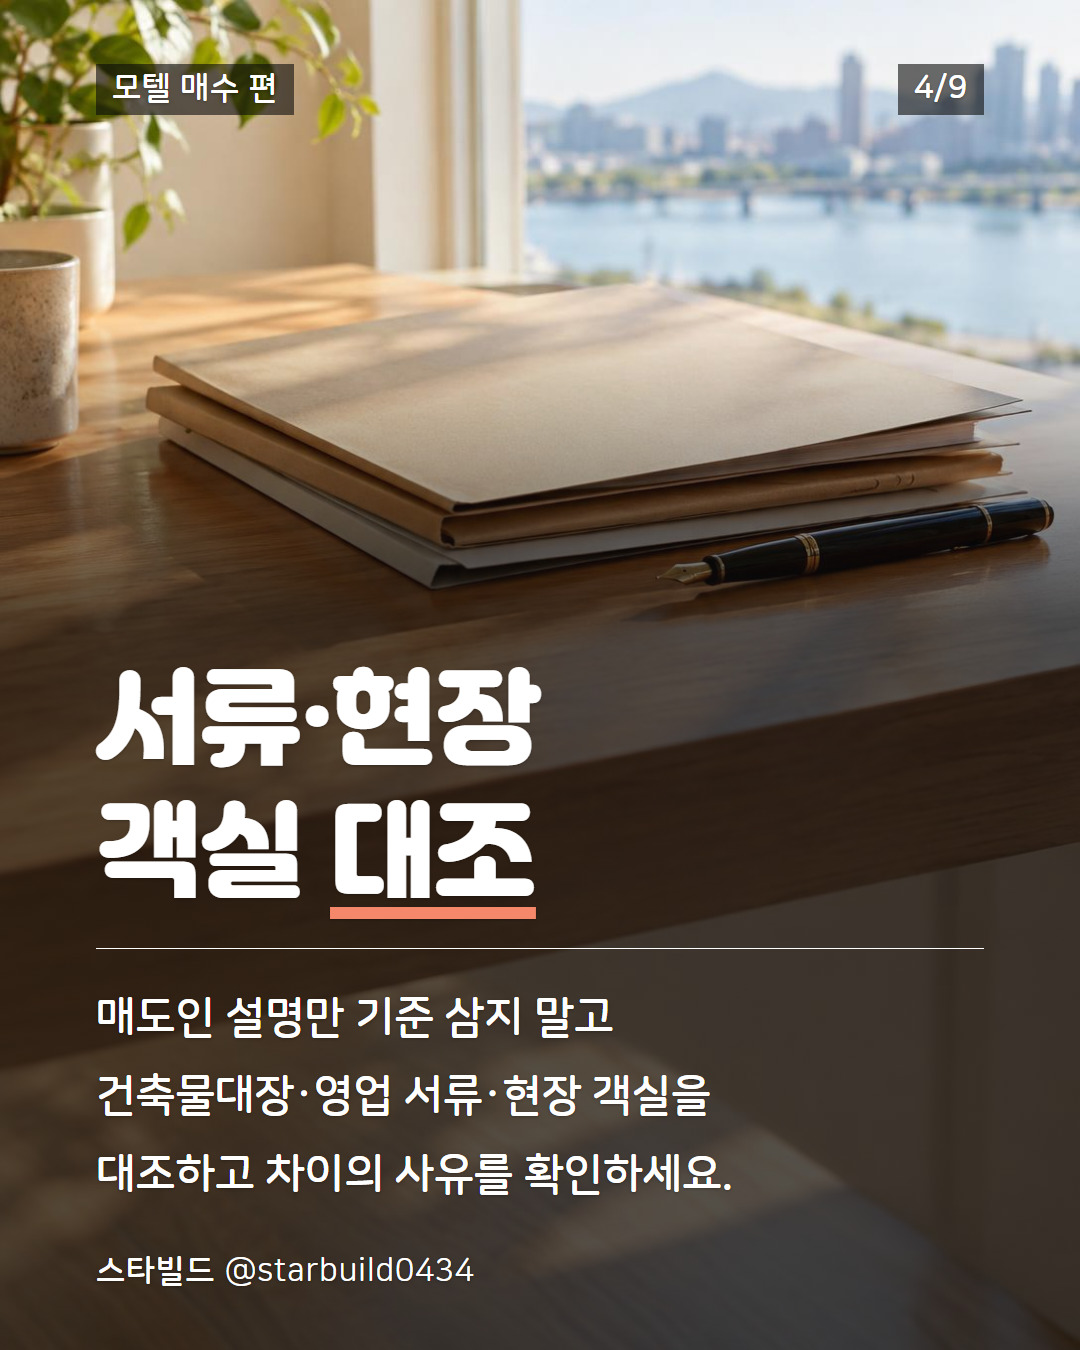 모텔 매수 편
4/9
서류·현장
객실 대조
매도인 설명만 기준 삼지 말고
건축물대장·영업 서류·현장 객실을
대조하고 차이의 사유를 확인하세요.
스타빌드 @starbuild0434